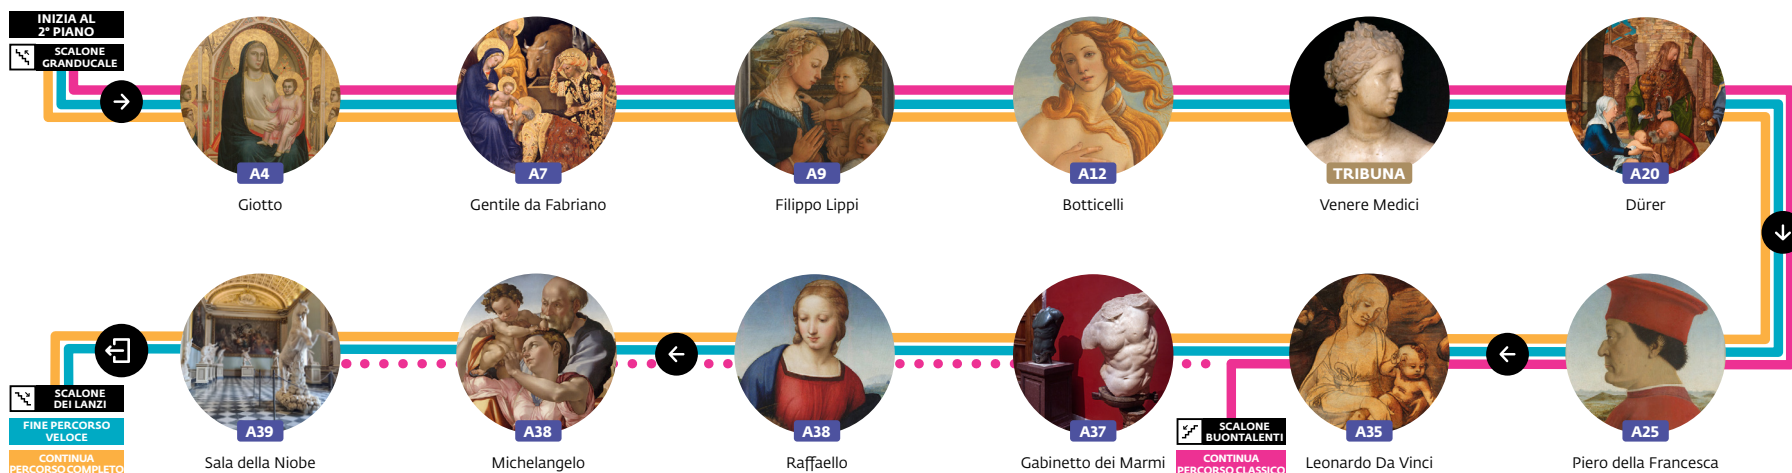 INIZIA AL
2° PIANO
SCALONE
GRANDUCALE
A4
Giotto
A7
Gentile da Fabriano
A9
Filippo Lippi
A12
Botticelli
TRIBUNA
Venere Medici
A20
Dürer
SCALONE
DEI LANZI
FINE PERCORSO
VELOCE
CONTINUA
PERCORSO COMPLETO
A39
Sala della Niobe
A38
Michelangelo
A38
Raffaello
A37
Gabinetto dei Marmi
SCALONE
BUONTALENTI
CONTINUA
PERCORSO CLASSICO
A35
Leonardo Da Vinci
A25
Piero della Francesca